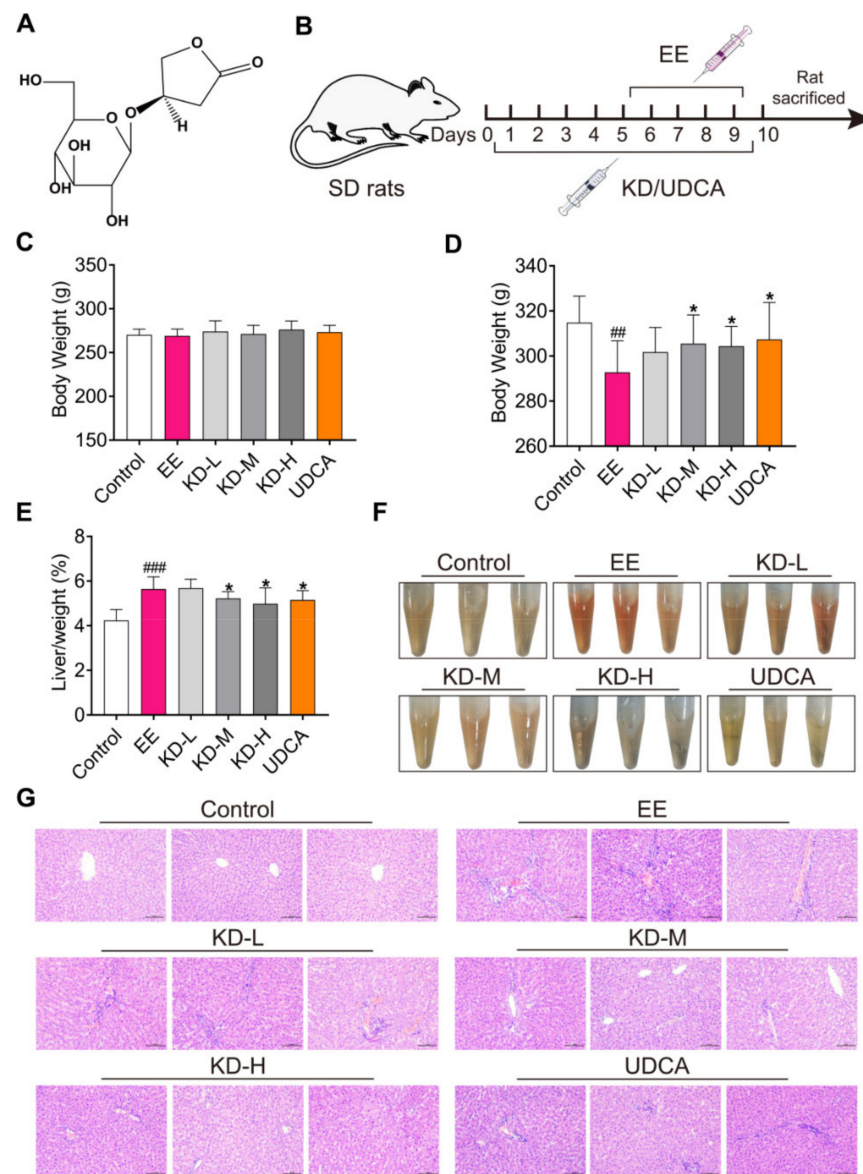 A
O
O
HO
O
O
H
HO
OH
OH
OH
B
EE
Rat
sacrificed
Days
0 1 2 3 4 5 6 7 8 9 10
SD rats
KD/UDCA
C
Body Weight (g)
350
300
250
200
150
Control
EE
KD-L
KD-M
KD-H
UDCA
D
Body Weight (g)
340
320
300
280
260
##
*
*
*
Control
EE
KD-L
KD-M
KD-H
UDCA
E
Liver/weight (%)
8
6
4
2
0
###
*
*
*
Control
EE
KD-L
KD-M
KD-H
UDCA
F
Control EE KD-L
KD-M KD-H UDCA
G
Control EE
KD-L KD-M
KD-H UDCA